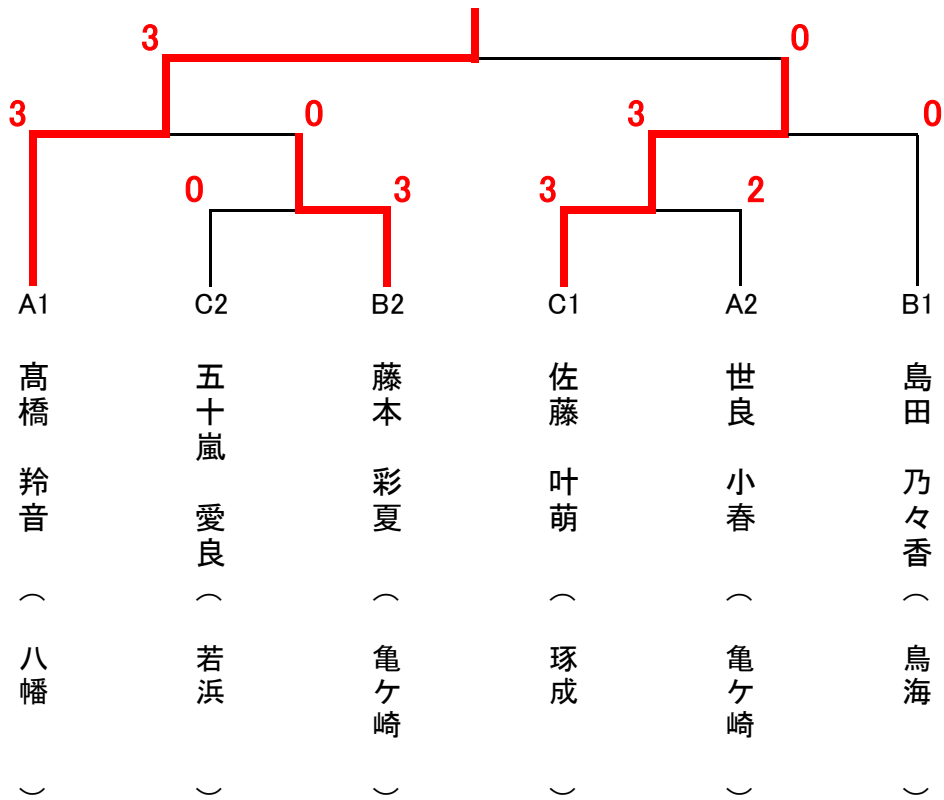 3
0
3
0
3
0
0
3
3
2
A1
C2
B2
C1
A2
B1
髙橋 羚音 (八幡)
五十嵐 愛良 (若浜)
藤本 彩夏 (亀ケ崎)
佐藤 叶萌 (琢成)
世良 小春 (亀ケ崎)
島田 乃々香 (鳥海)